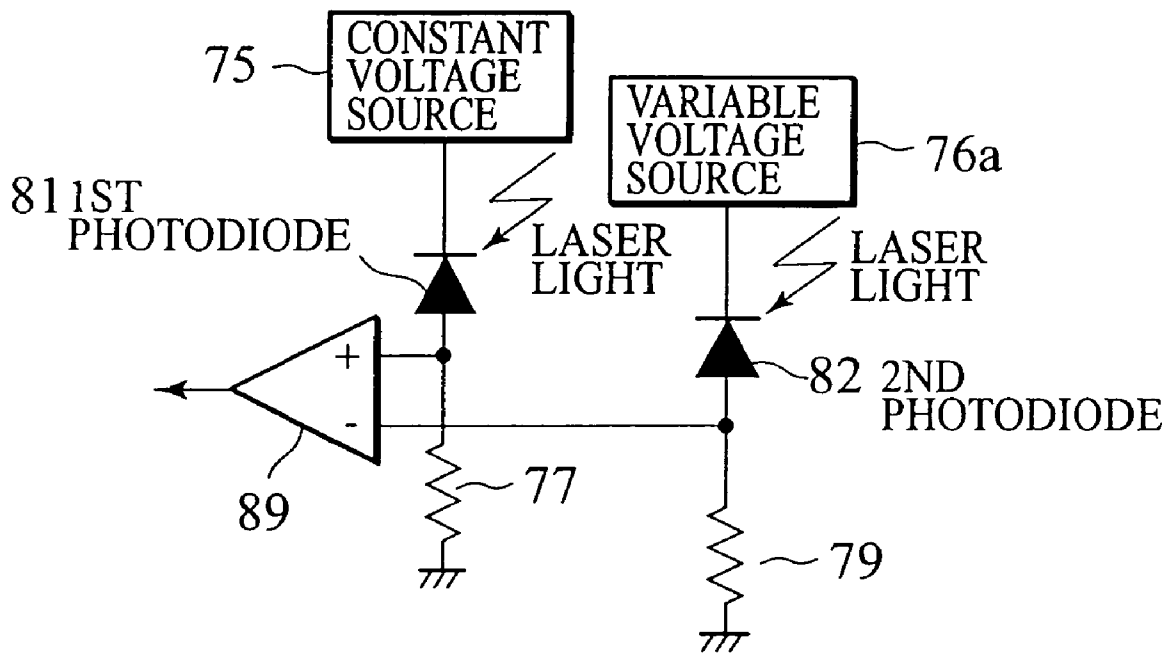 75
CONSTANT
VOLTAGE
SOURCE
VARIABLE
VOLTAGE
SOURCE
76a
81 1ST
PHOTODIODE
LASER
LIGHT
LASER
LIGHT
+
-
82 2ND
PHOTODIODE
89
77
79